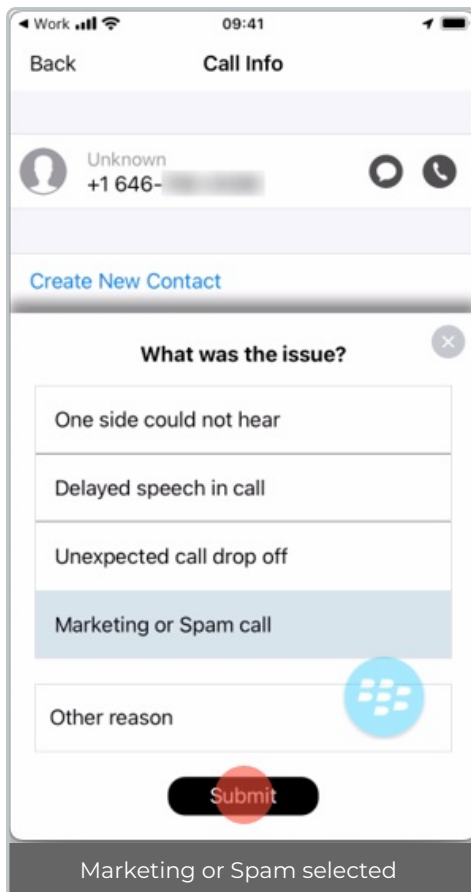 ◀ Work 09:41
Back Call Info
Unknown
+1 646-
Create New Contact
What was the issue?
One side could not hear
Delayed speech in call
Unexpected call drop off
Marketing or Spam call
Other reason
Submit
Marketing or Spam selected